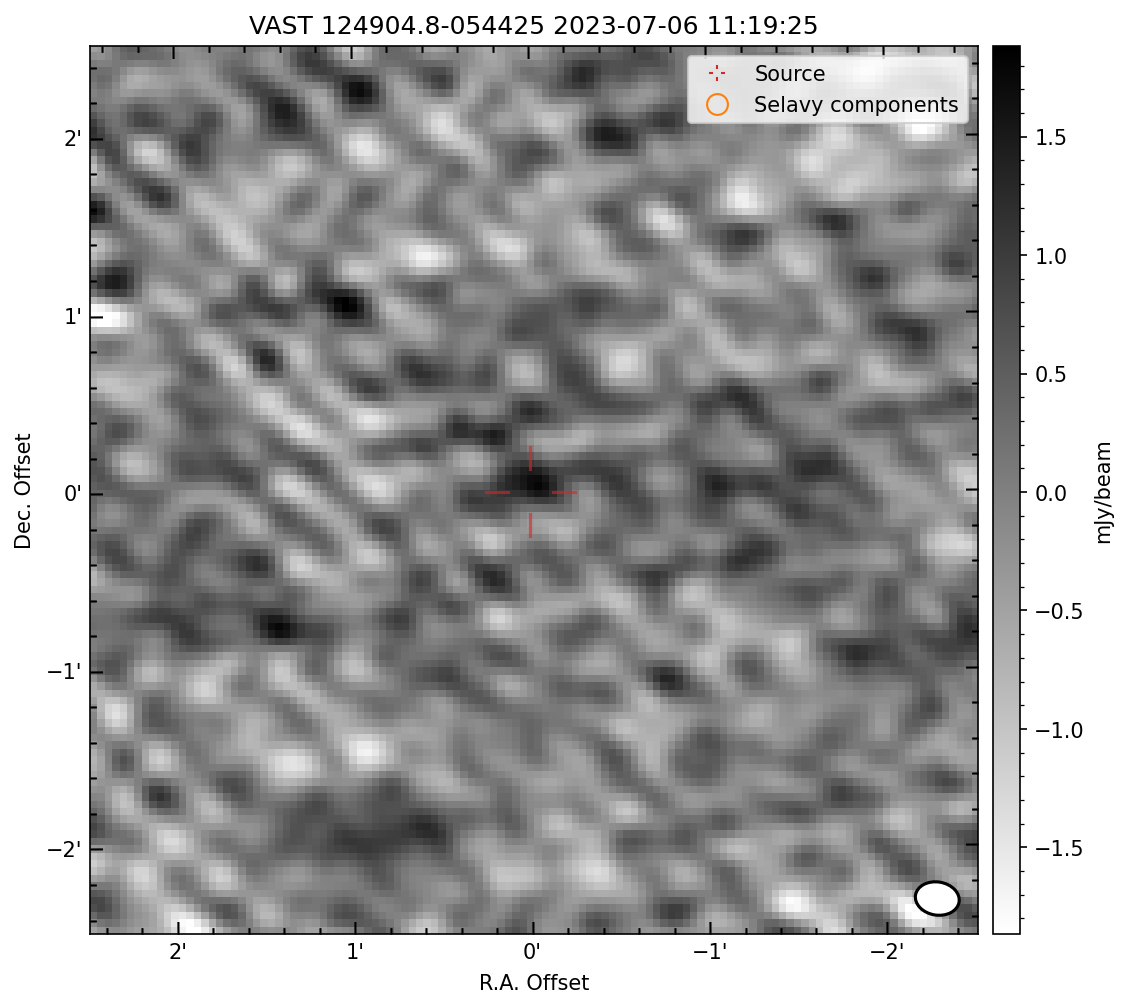 VAST 124904.8-054425 2023-07-06 11:19:25
Source
Selavy components
2'
1'
0'
−1'
−2'
Dec. Offset
2'
1'
0'
−1'
−2'
R.A. Offset
1.5
1.0
0.5
0.0
−0.5
−1.0
−1.5
mJy/beam